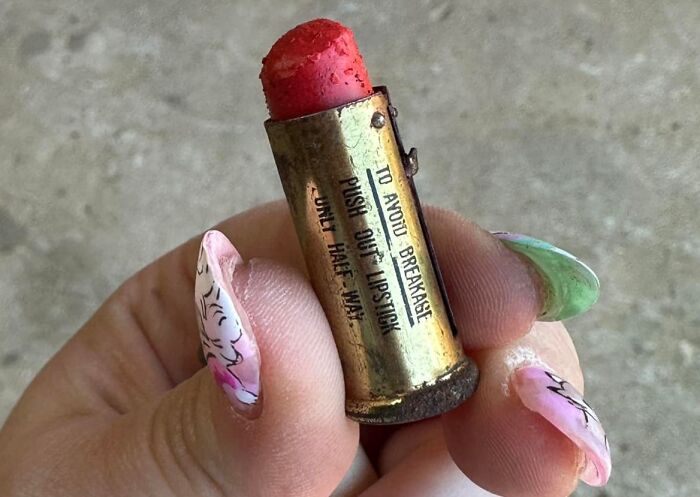 TO AVOID BREAKAGE
PUSH OUT LIPSTICK
ONLY HALF-WAY.